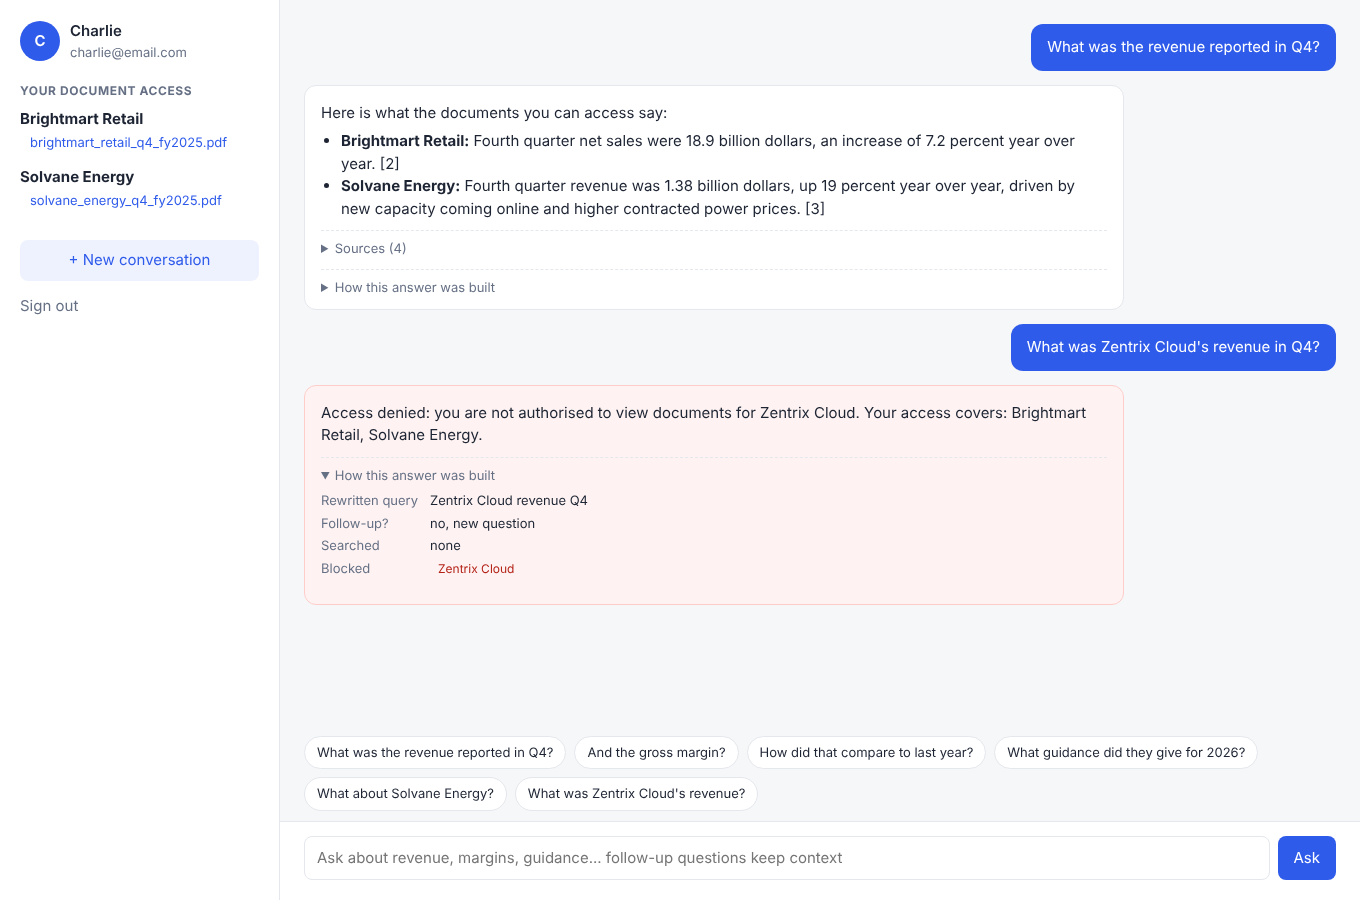 C
Charlie
charlie@email.com
YOUR DOCUMENT ACCESS
Brightmart Retail
brightmart_retail_q4_fy2025.pdf
Solvane Energy
solvane_energy_q4_fy2025.pdf
+ New conversation
Sign out
What was the revenue reported in Q4?
Here is what the documents you can access say:
• Brightmart Retail: Fourth quarter net sales were 18.9 billion dollars, an increase of 7.2 percent year over
year. [2]
• Solvane Energy: Fourth quarter revenue was 1.38 billion dollars, up 19 percent year over year, driven by
new capacity coming online and higher contracted power prices. [3]
▶ Sources (4)
▶ How this answer was built
What was Zentrix Cloud's revenue in Q4?
Access denied: you are not authorised to view documents for Zentrix Cloud. Your access covers: Brightmart
Retail, Solvane Energy.
▼ How this answer was built
Rewritten query Zentrix Cloud revenue Q4
Follow-up? no, new question
Searched none
Blocked Zentrix Cloud
What was the revenue reported in Q4? And the gross margin? How did that compare to last year? What guidance did they give for 2026?
What about Solvane Energy? What was Zentrix Cloud's revenue?
Ask about revenue, margins, guidance... follow-up questions keep context Ask